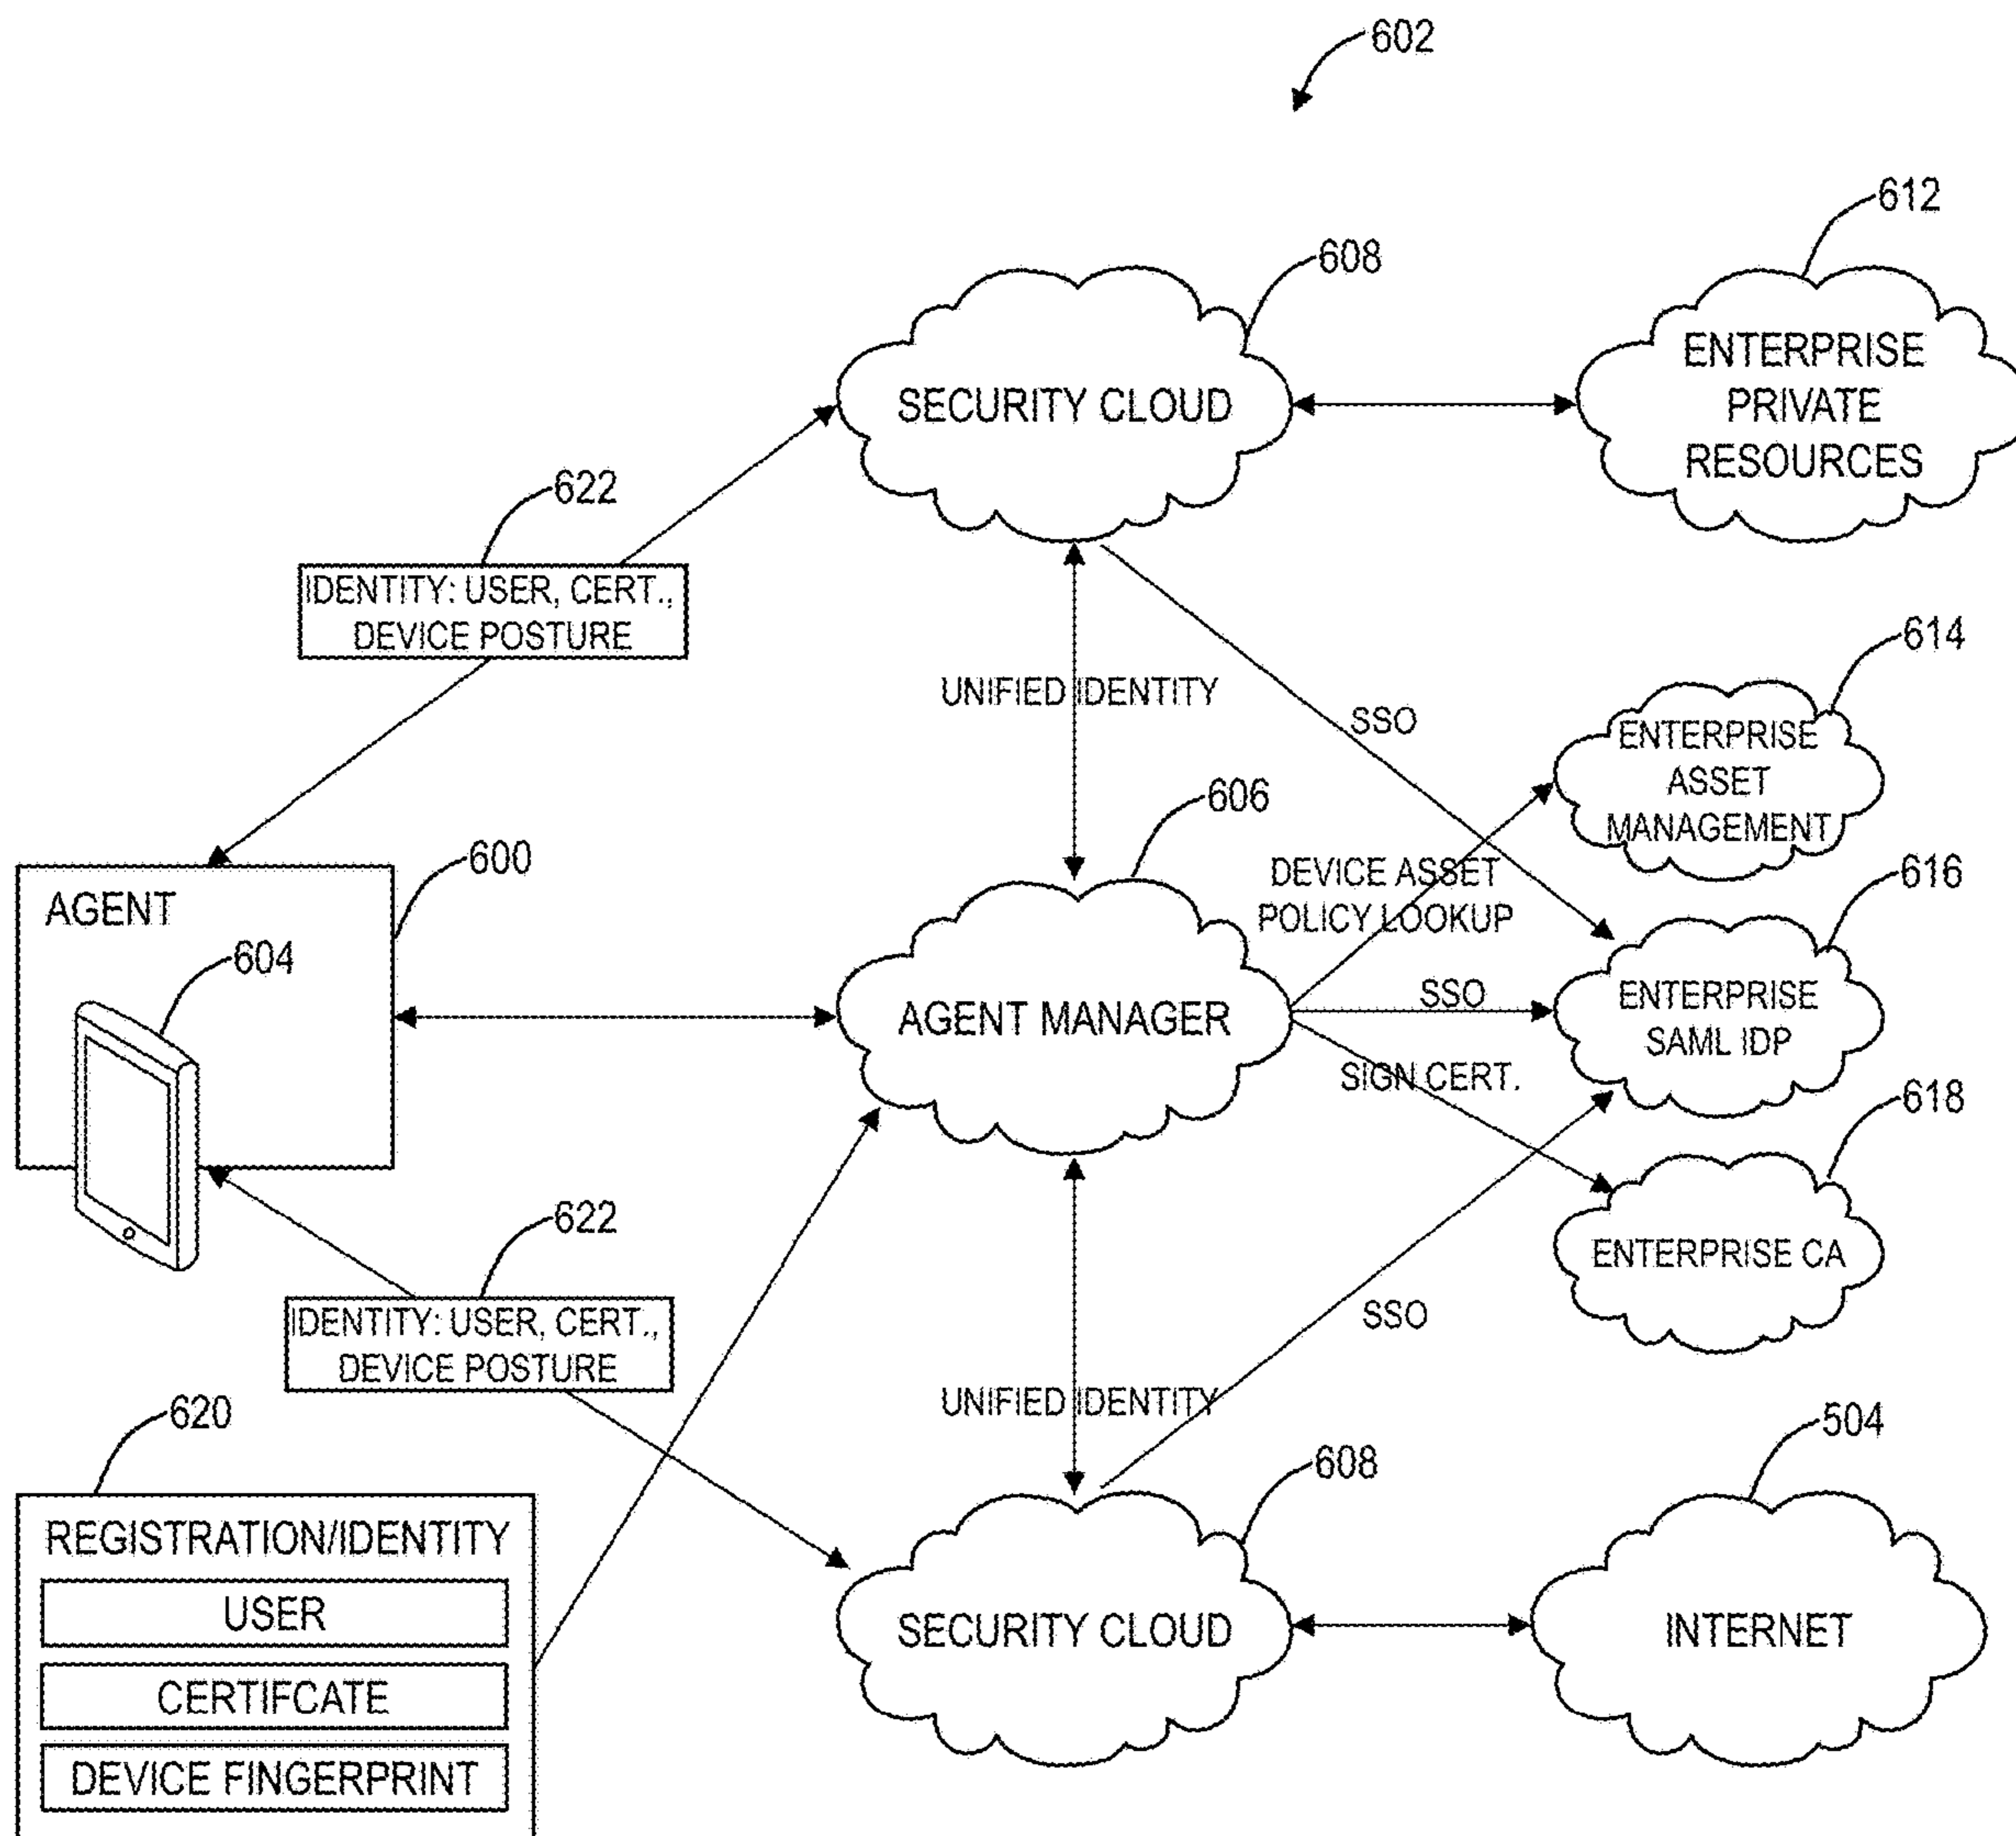 602
612
608
SECURITY CLOUD
ENTERPRISE
PRIVATE
RESOURCES
622
IDENTITY: USER, CERT.,
DEVICE POSTURE
UNIFIED IDENTITY
SSO
614
ENTERPRISE
ASSET
MANAGEMENT
606
600
AGENT
604
DEVICE ASSET
POLICY LOOKUP
616
AGENT MANAGER
SSO
ENTERPRISE
SAML IDP
SIGN CERT.
618
ENTERPRISE CA
622
IDENTITY: USER, CERT.,
DEVICE POSTURE
SSO
UNIFIED IDENTITY
620
504
608
REGISTRATION/IDENTITY
USER
CERTIFCATE
DEVICE FINGERPRINT
SECURITY CLOUD
INTERNET